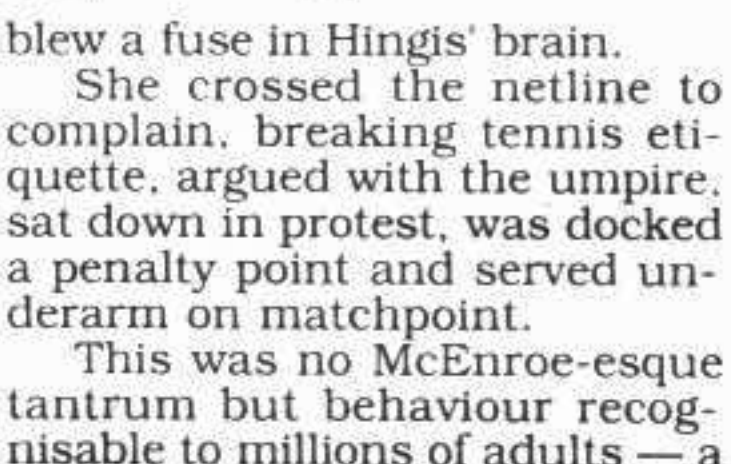 blew a fuse in Hingis' brain.
She crossed the netline to
complain, breaking tennis eti-
quette, argued with the umpire,
sat down in protest, was docked
a penalty point and served un-
derarm on matchpoint.
This was no McEnroe-esque
tantrum but behaviour recog-
nisable to millions of adults — a